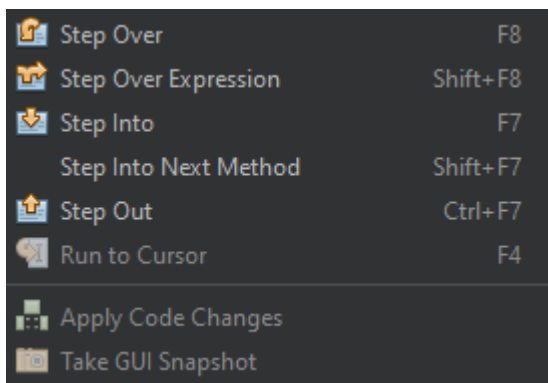 Step Over F8
Step Over Expression Shift+F8
Step Into F7
Step Into Next Method Shift+F7
Step Out Ctrl+F7
Run to Cursor F4
Apply Code Changes
Take GUI Snapshot